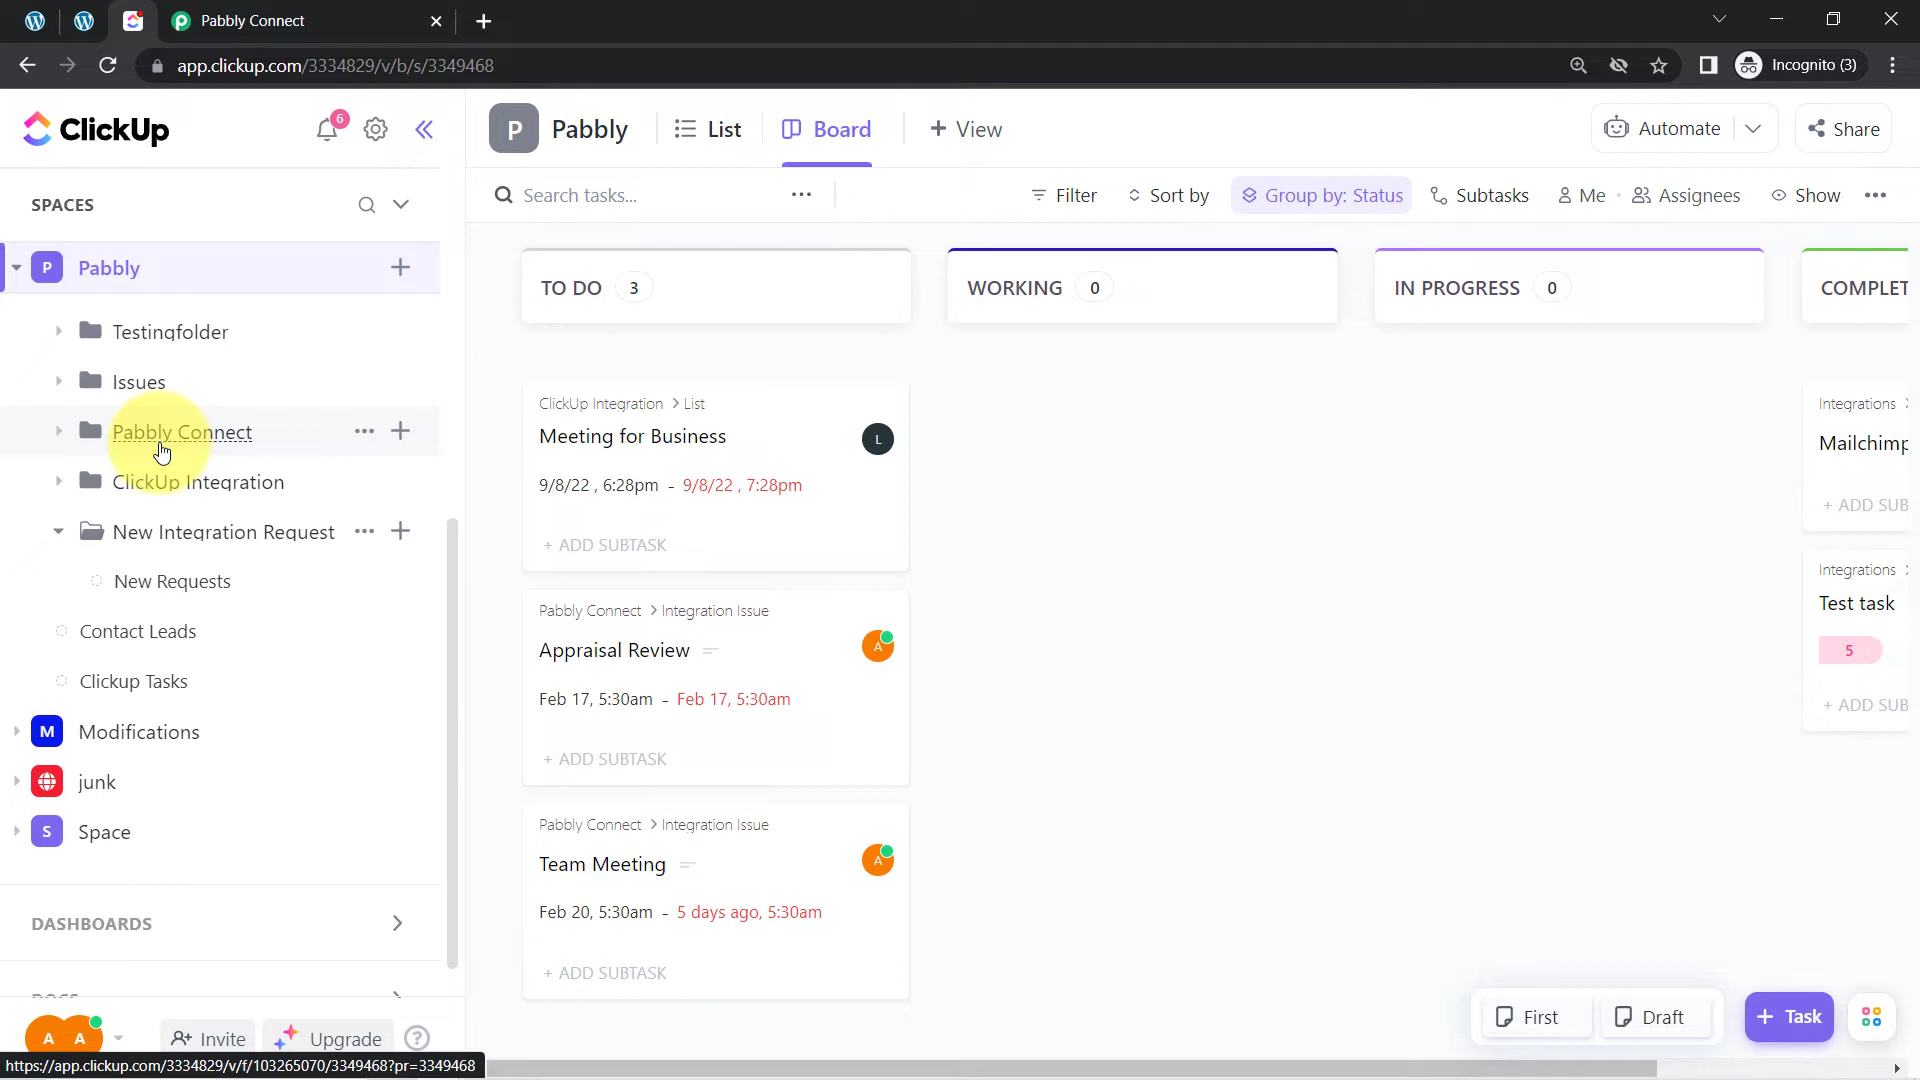 Pabbly Connect
app.clickup.com/3334829/v/b/s/3349468
Incognito (3)
ClickUp
6
P
Pabbly
List
Board
+ View
Automate
Share
SPACES
Search tasks...
Filter
Sort by
Group by: Status
Subtasks
Me
Assignees
Show
P
Pabbly
Testingfolder
Issues
Pabbly Connect
ClickUp Integration
New Integration Request
New Requests
Contact Leads
Clickup Tasks
M
Modifications
junk
S
Space
DASHBOARDS
A
A
Invite
Upgrade
https://app.clickup.com/3334829/v/f/103265070/3349468?pr=3349468
TO DO 3
WORKING 0
IN PROGRESS 0
COMPLET
ClickUp Integration > List
Meeting for Business
L
9/8/22 , 6:28pm - 9/8/22 , 7:28pm
+ ADD SUBTASK
Pabbly Connect > Integration Issue
Appraisal Review
A
Feb 17, 5:30am - Feb 17, 5:30am
+ ADD SUBTASK
Pabbly Connect > Integration Issue
Team Meeting
A
Feb 20, 5:30am - 5 days ago, 5:30am
+ ADD SUBTASK
Integrations >
Mailchimp
+ ADD SUB
Integrations >
Test task
5
+ ADD SUB
First
Draft
+ Task